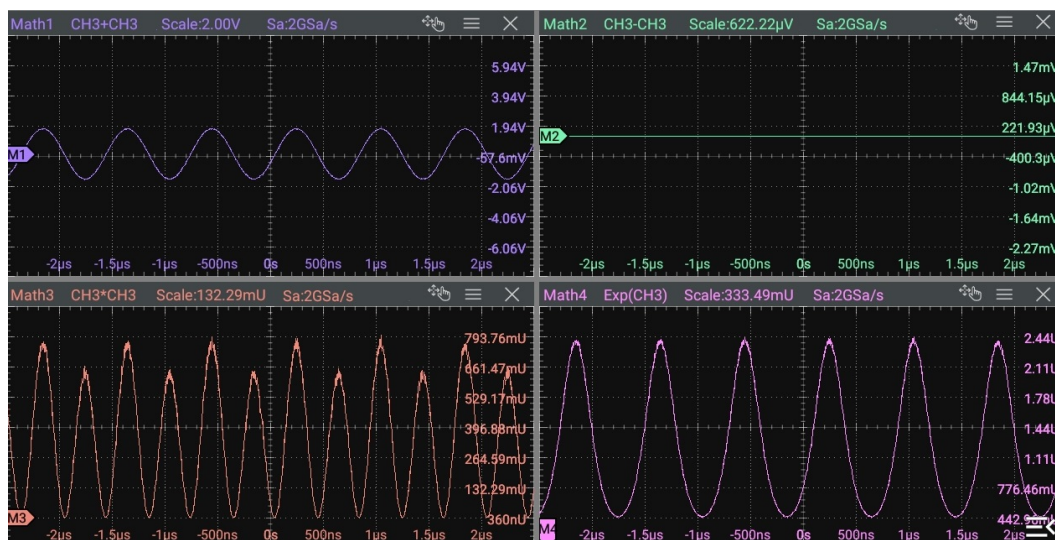 Math1 CH3+CH3 Scale:2.00V Sa:2GSa/s
5.94V
3.94V
1.94V
M1
-57.6mV
-2.06V
-4.06V
-6.06V
-2µs -1.5µs -1µs -500ns 0s 500ns 1µs 1.5µs 2µs
Math2 CH3-CH3 Scale:622.22µV Sa:2GSa/s
1.47mV
844.15µV
221.93µV
M2
-400.3µV
-1.02mV
-1.64mV
-2.27mV
-2µs -1.5µs -1µs -500ns 0s 500ns 1µs 1.5µs 2µs
Math3 CH3*CH3 Scale:132.29mU Sa:2GSa/s
793.76mU
661.47mU
529.17mU
396.88mU
264.59mU
132.29mU
M3
360nU
-2µs -1.5µs -1µs -500ns 0s 500ns 1µs 1.5µs 2µs
Math4 Exp(CH3) Scale:333.49mU Sa:2GSa/s
2.44U
2.11U
1.78U
1.44U
1.11U
776.46mU
M4
-2µs -1.5µs -1µs -500ns 0s 500ns 1µs 1.5µs 2µs